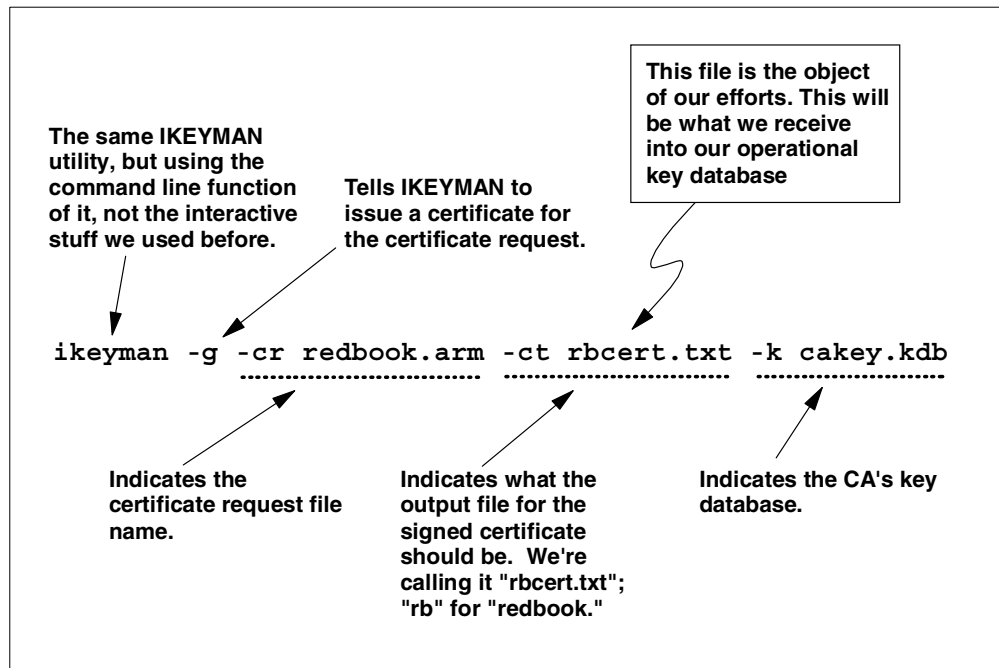 This file is the object
of our efforts. This will
be what we receive
into our operational
key database
The same IKEYMAN
utility, but using the
command line function
of it, not the interactive
stuff we used before.
Tells IKEYMAN to
issue a certificate for
the certificate request.
ikeyman -g -cr redbook.arm -ct rbcert.txt -k cakey.kdb
Indicates the
certificate request file
name.
Indicates what the
output file for the
signed certificate
should be. We're
calling it "rbcert.txt";
"rb" for "redbook."
Indicates the CA's key
database.